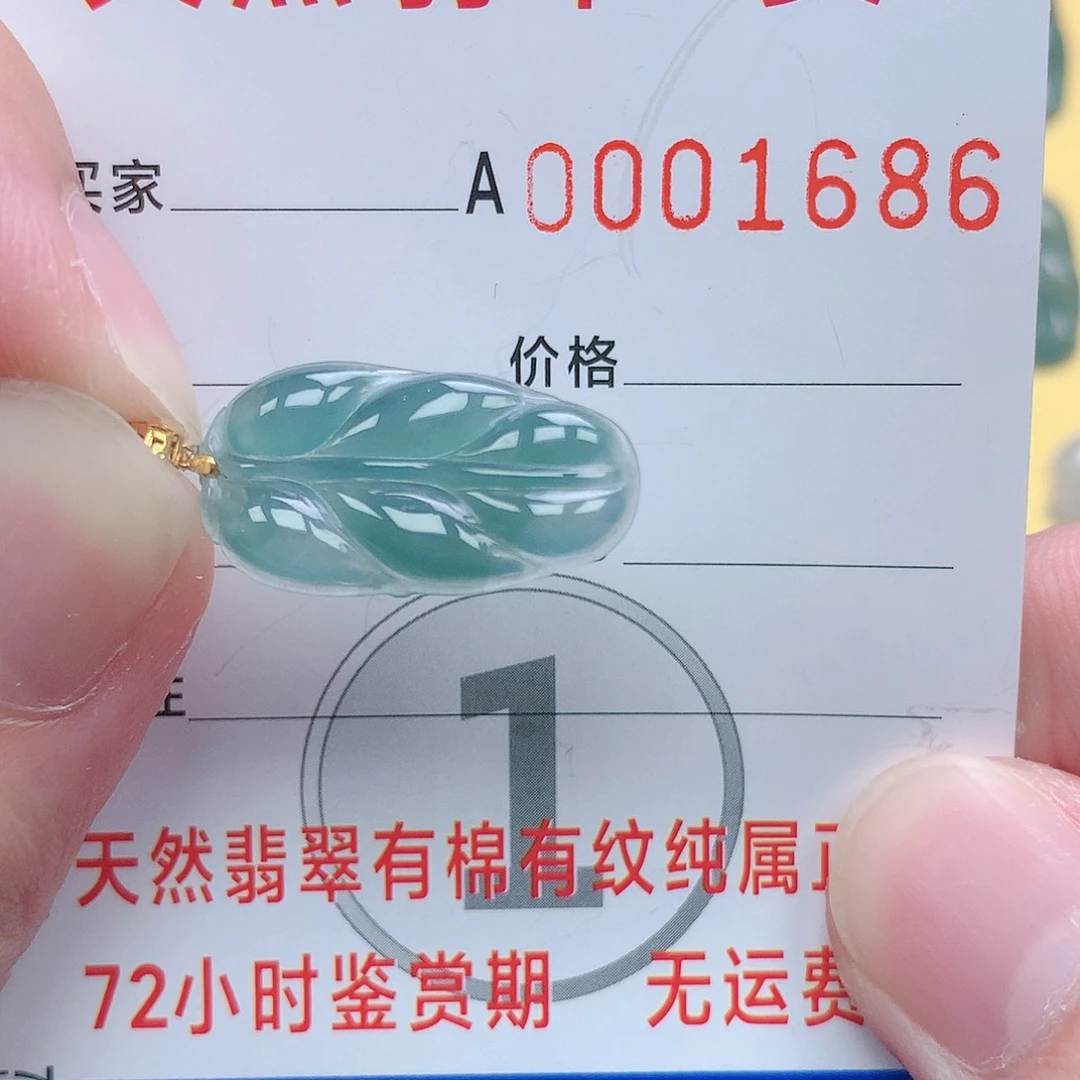 买家 A0001686
价格
1
天然翡翠有棉有纹纯属
72小时鉴赏期 无运费